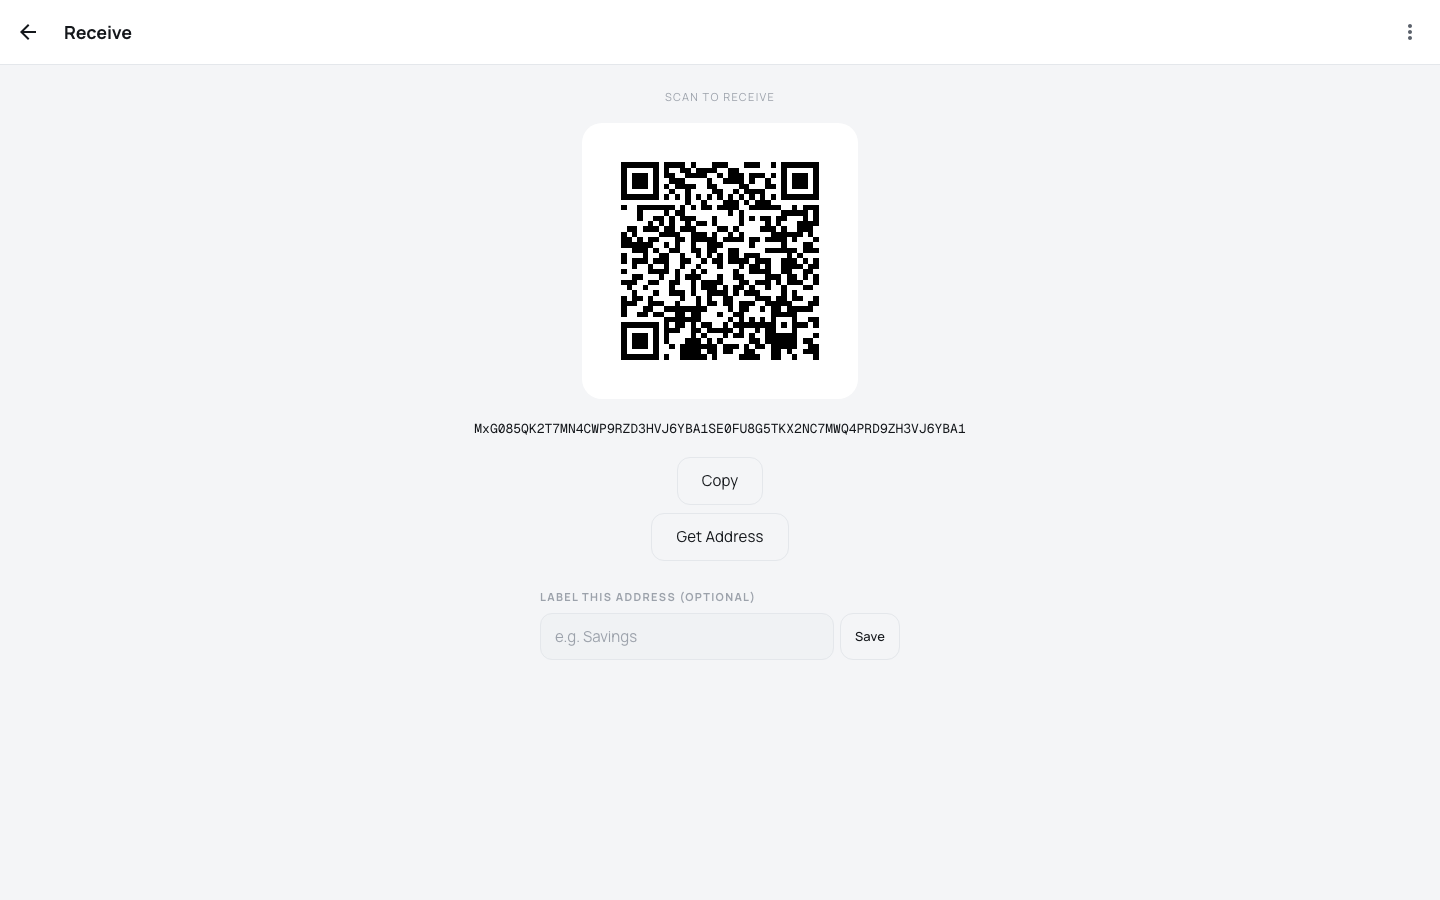 Receive
SCAN TO RECEIVE
MxG085QK2T7MN4CWP9RZD3HVJ6YBA1SE0FU8G5TKX2NC7MWQ4PRD9ZH3VJ6YBA1
Copy
Get Address
LABEL THIS ADDRESS (OPTIONAL)
e.g. Savings
Save